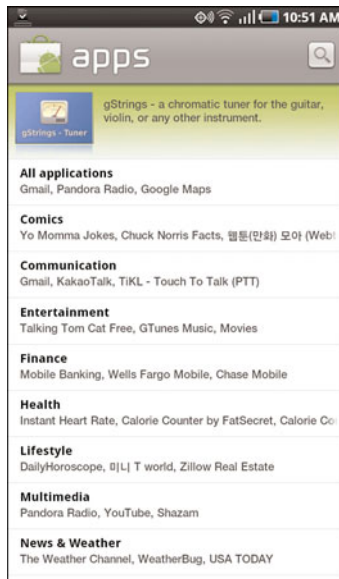 10:51 AM
apps
gStrings - a chromatic tuner for the guitar,
violin, or any other instrument.
gStrings - Tuner
All applications
Gmail, Pandora Radio, Google Maps
Comics
Yo Momma Jokes, Chuck Norris Facts, 웹툰(만화) 모아 (Webt
Communication
Gmail, KakaoTalk, TiKL - Touch To Talk (PTT)
Entertainment
Talking Tom Cat Free, GTunes Music, Movies
Finance
Mobile Banking, Wells Fargo Mobile, Chase Mobile
Health
Instant Heart Rate, Calorie Counter by FatSecret, Calorie Co
Lifestyle
DailyHoroscope, 미니 T world, Zillow Real Estate
Multimedia
Pandora Radio, YouTube, Shazam
News & Weather
The Weather Channel, WeatherBug, USA TODAY